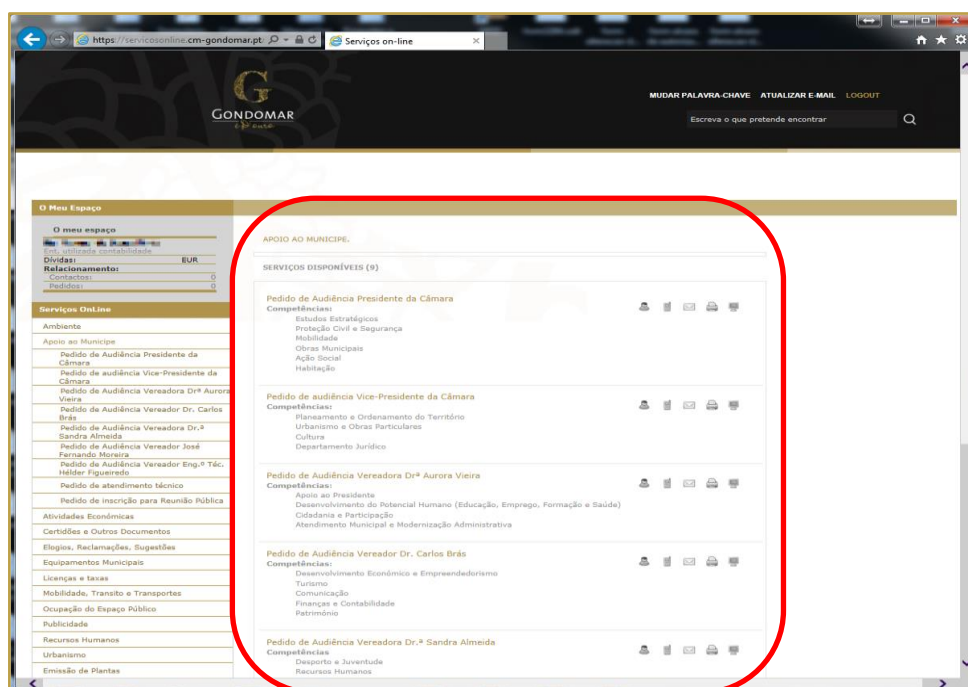 https://servicosonline.cm-gondomar.pt/
Serviços on-line
GONDOMAR
é D'ouro
MUDAR PALAVRA-CHAVE ATUALIZAR E-MAIL LOGOUT
Escreva o que pretende encontrar
O Meu Espaço
O meu espaço
Ent. utilizada contabilidade
Dívidas: EUR
Relacionamento:
Contactos: 0
Pedidos: 0
Serviços OnLine
Ambiente
Apoio ao Municipe
Pedido de Audiência Presidente da
Câmara
Pedido de audiência Vice-Presidente da
Câmara
Pedido de Audiência Vereadora Drª Aurora
Vieira
Pedido de Audiência Vereador Dr. Carlos
Brás
Pedido de Audiência Vereadora Dr.ª
Sandra Almeida
Pedido de Audiência Vereador José
Fernando Moreira
Pedido de Audiência Vereador Eng.º Téc.
Hélder Figueiredo
Pedido de atendimento técnico
Pedido de inscrição para Reunião Pública
Atividades Económicas
Certidões e Outros Documentos
Elogios, Reclamações, Sugestões
Equipamentos Municipais
Licenças e taxas
Mobilidade, Transito e Transportes
Ocupação do Espaço Público
Publicidade
Recursos Humanos
Urbanismo
Emissão de Plantas
APOIO AO MUNICIPE.
SERVIÇOS DISPONÍVEIS (9)
Pedido de Audiência Presidente da Câmara
Competências:
Estudos Estratégicos
Proteção Civil e Segurança
Mobilidade
Obras Municipais
Ação Social
Habitação
Pedido de audiência Vice-Presidente da Câmara
Competências:
Planeamento e Ordenamento do Território
Urbanismo e Obras Particulares
Cultura
Departamento Jurídico
Pedido de Audiência Vereadora Drª Aurora Vieira
Competências:
Apoio ao Presidente
Desenvolvimento do Potencial Humano (Educação, Emprego, Formação e Saúde)
Cidadania e Participação
Atendimento Municipal e Modernização Administrativa
Pedido de Audiência Vereador Dr. Carlos Brás
Competências:
Desenvolvimento Económico e Empreendedorismo
Turismo
Comunicação
Finanças e Contabilidade
Património
Pedido de Audiência Vereadora Dr.ª Sandra Almeida
Competências
Desporto e Juventude
Recursos Humanos